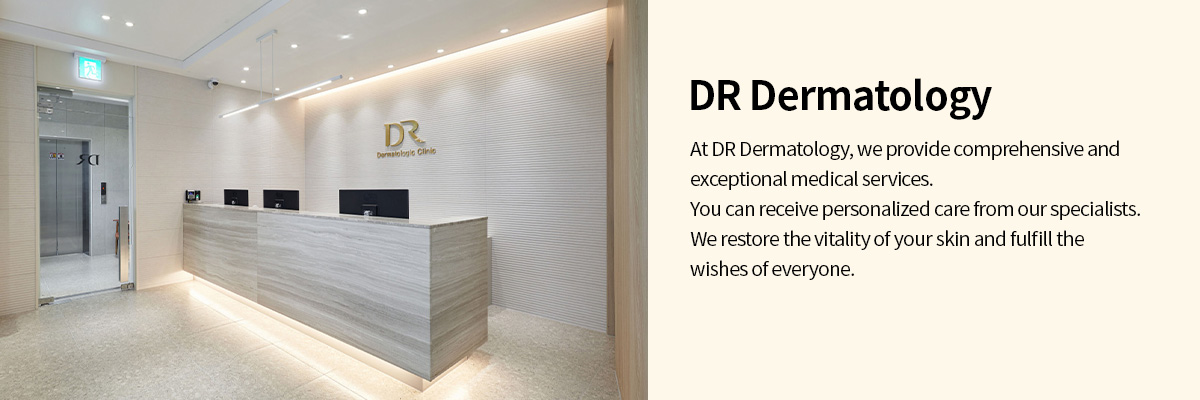 DR
Dermatologic Clinic
DR
DR Dermatology
At DR Dermatology, we provide comprehensive and
exceptional medical services.
You can receive personalized care from our specialists.
We restore the vitality of your skin and fulfill the
wishes of everyone.